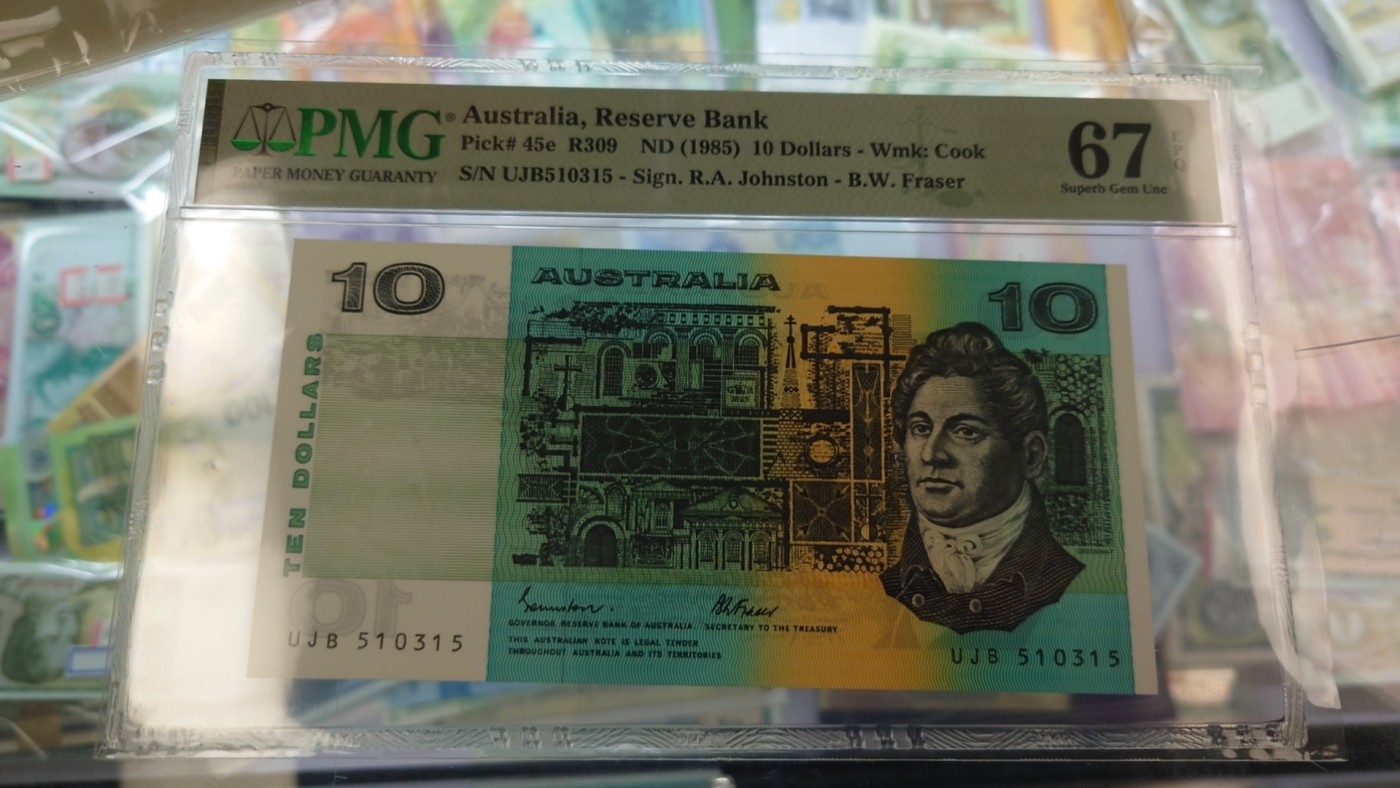 PMG®
PAPER MONEY GUARANTY
Australia, Reserve Bank
Pick# 45e R309 ND (1985) 10 Dollars - Wmk: Cook
S/N UJB510315 - Sign. R.A. Johnston - B.W. Fraser
67
EPQ
Superb Gem Unc
10
AUSTRALIA
10
TEN DOLLARS
Johnston.
B.W. Fraser
GOVERNOR, RESERVE BANK OF AUSTRALIA.
SECRETARY TO THE TREASURY
THIS AUSTRALIAN NOTE IS LEGAL TENDER
THROUGHOUT AUSTRALIA AND ITS TERRITORIES
UJB 510315
UJB 510315